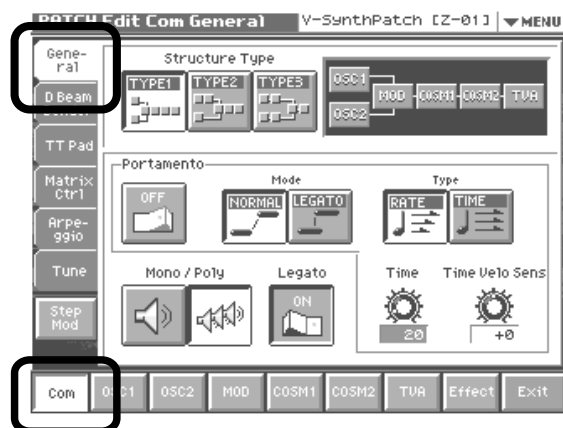 PATCH Edit Com General
V-SynthPatch [Z-01]
▼MENU
Gene-
ral
D Beam
TT Pad
Matrix
Ctrl
Arpe-
ggio
Tune
Step
Mod
Structure Type
TYPE1 TYPE2 TYPE3
OSC1
OSC2
MOD COSM1 COSM2 TVA
Portamento
OFF
Mode
NORMAL LEGATO
Type
RATE TIME
Mono / Poly
Legato
ON
Time
20
Time Velo Sens
+0
Com OSC1 OSC2 MOD COSM1 COSM2 TVA Effect Exit